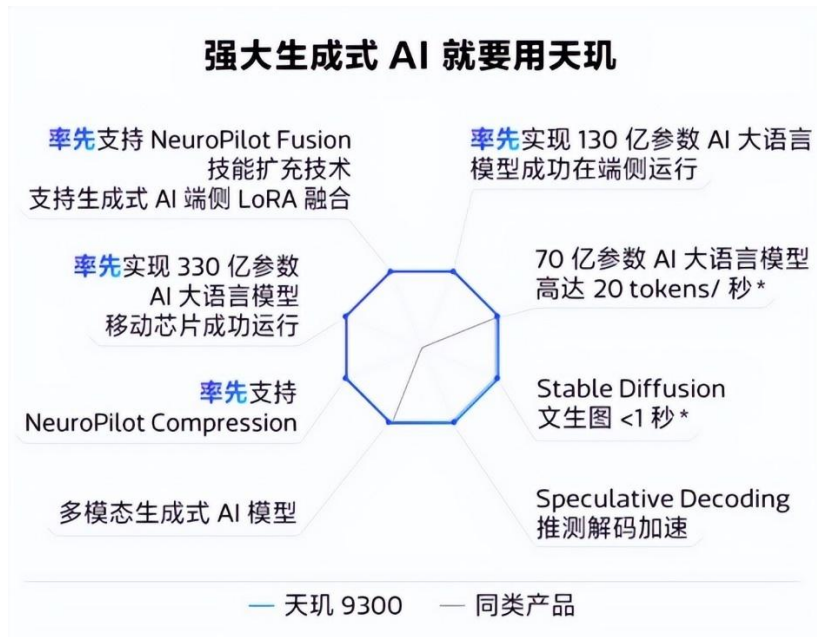 强大生成式 AI 就要用天玑
率先支持 NeuroPilot Fusion
技能扩充技术
支持生成式 AI 端侧 LoRA 融合
率先实现 130 亿参数 AI 大语言
模型成功在端侧运行
率先实现 330 亿参数
AI 大语言模型
移动芯片成功运行
70 亿参数 AI 大语言模型
高达 20 tokens/ 秒*
率先支持
NeuroPilot Compression
Stable Diffusion
文生图 <1 秒*
多模态生成式 AI 模型
Speculative Decoding
推测解码加速
天玑 9300
同类产品